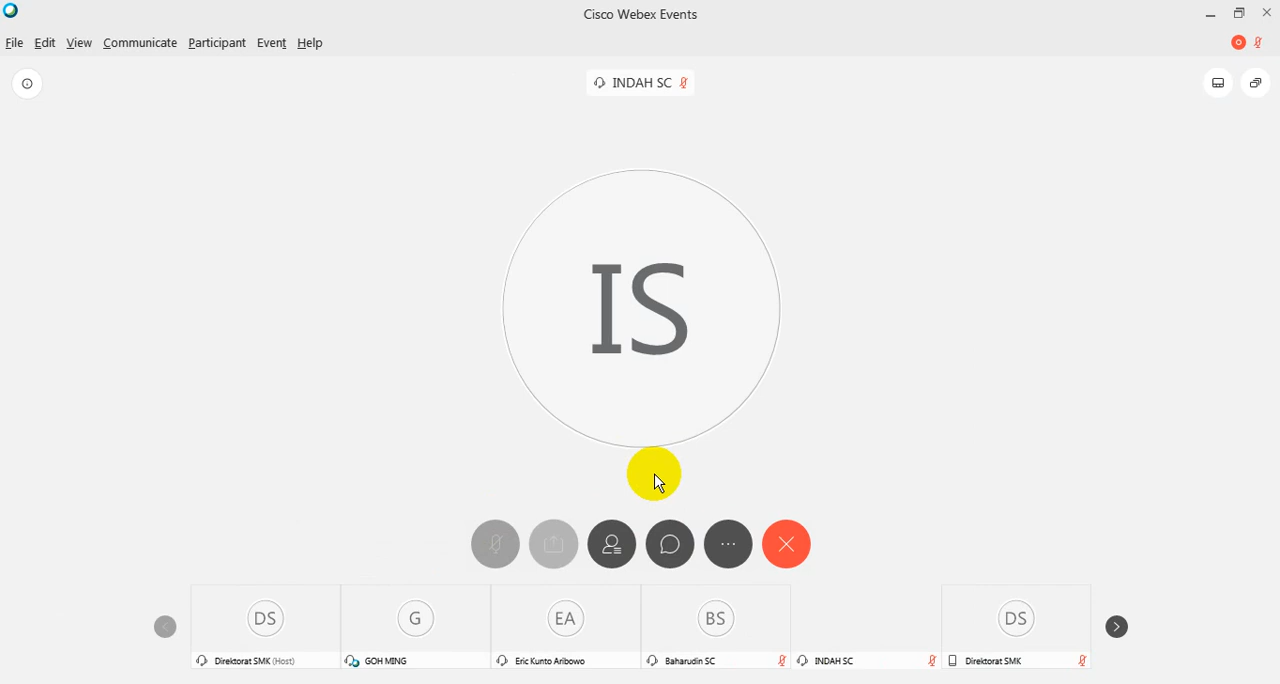 Cisco Webex Events
File Edit View Communicate Participant Event Help
INDAH SC
IS
DS G EA BS DS
Direktorat SMK (Host) GOH MING Eric Kunto Aribowo Baharudin SC INDAH SC Direktorat SMK